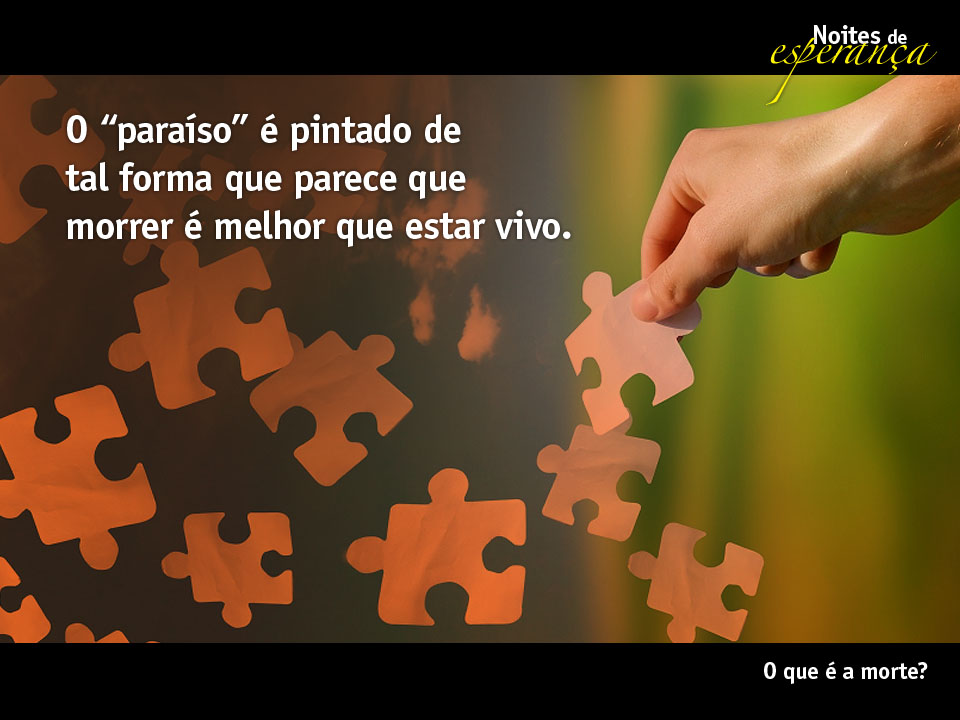 Noites de
esperança
O “paraíso” é pintado de
tal forma que parece que
morrer é melhor que estar vivo.
O que é a morte?